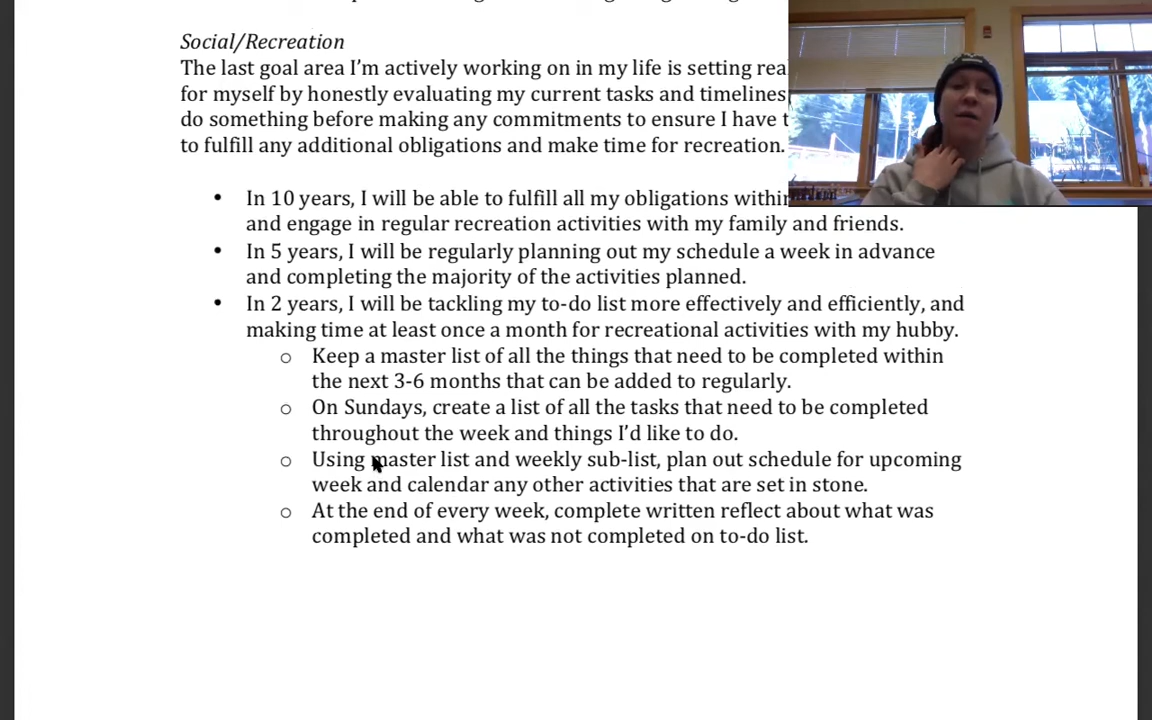 Social/Recreation
The last goal area I'm actively working on in my life is setting
for myself by honestly evaluating my current tasks and timelines
do something before making any commitments to ensure I have
to fulfill any additional obligations and make time for recreation.
• In 10 years, I will be able to fulfill all my obligations
and engage in regular recreation activities with my family and friends.
• In 5 years, I will be regularly planning out my schedule a week in advance
and completing the majority of the activities planned.
• In 2 years, I will be tackling my to-do list more effectively and efficiently, and
making time at least once a month for recreational activities with my hubby.
o Keep a master list of all the things that need to be completed within
the next 3-6 months that can be added to regularly.
o On Sundays, create a list of all the tasks that need to be completed
throughout the week and things I'd like to do.
o Using master list and weekly sub-list, plan out schedule for upcoming
week and calendar any other activities that are set in stone.
o At the end of every week, complete written reflect about what was
completed and what was not completed on to-do list.